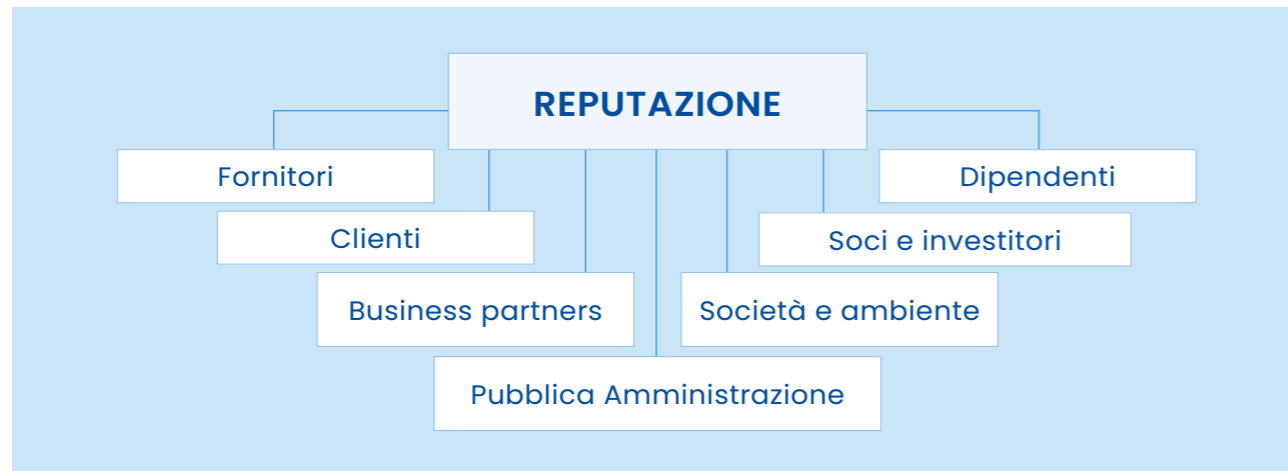 REPUTAZIONE
Fornitori
Dipendenti
Clienti
Soci e investitori
Business partners
Società e ambiente
Pubblica Amministrazione